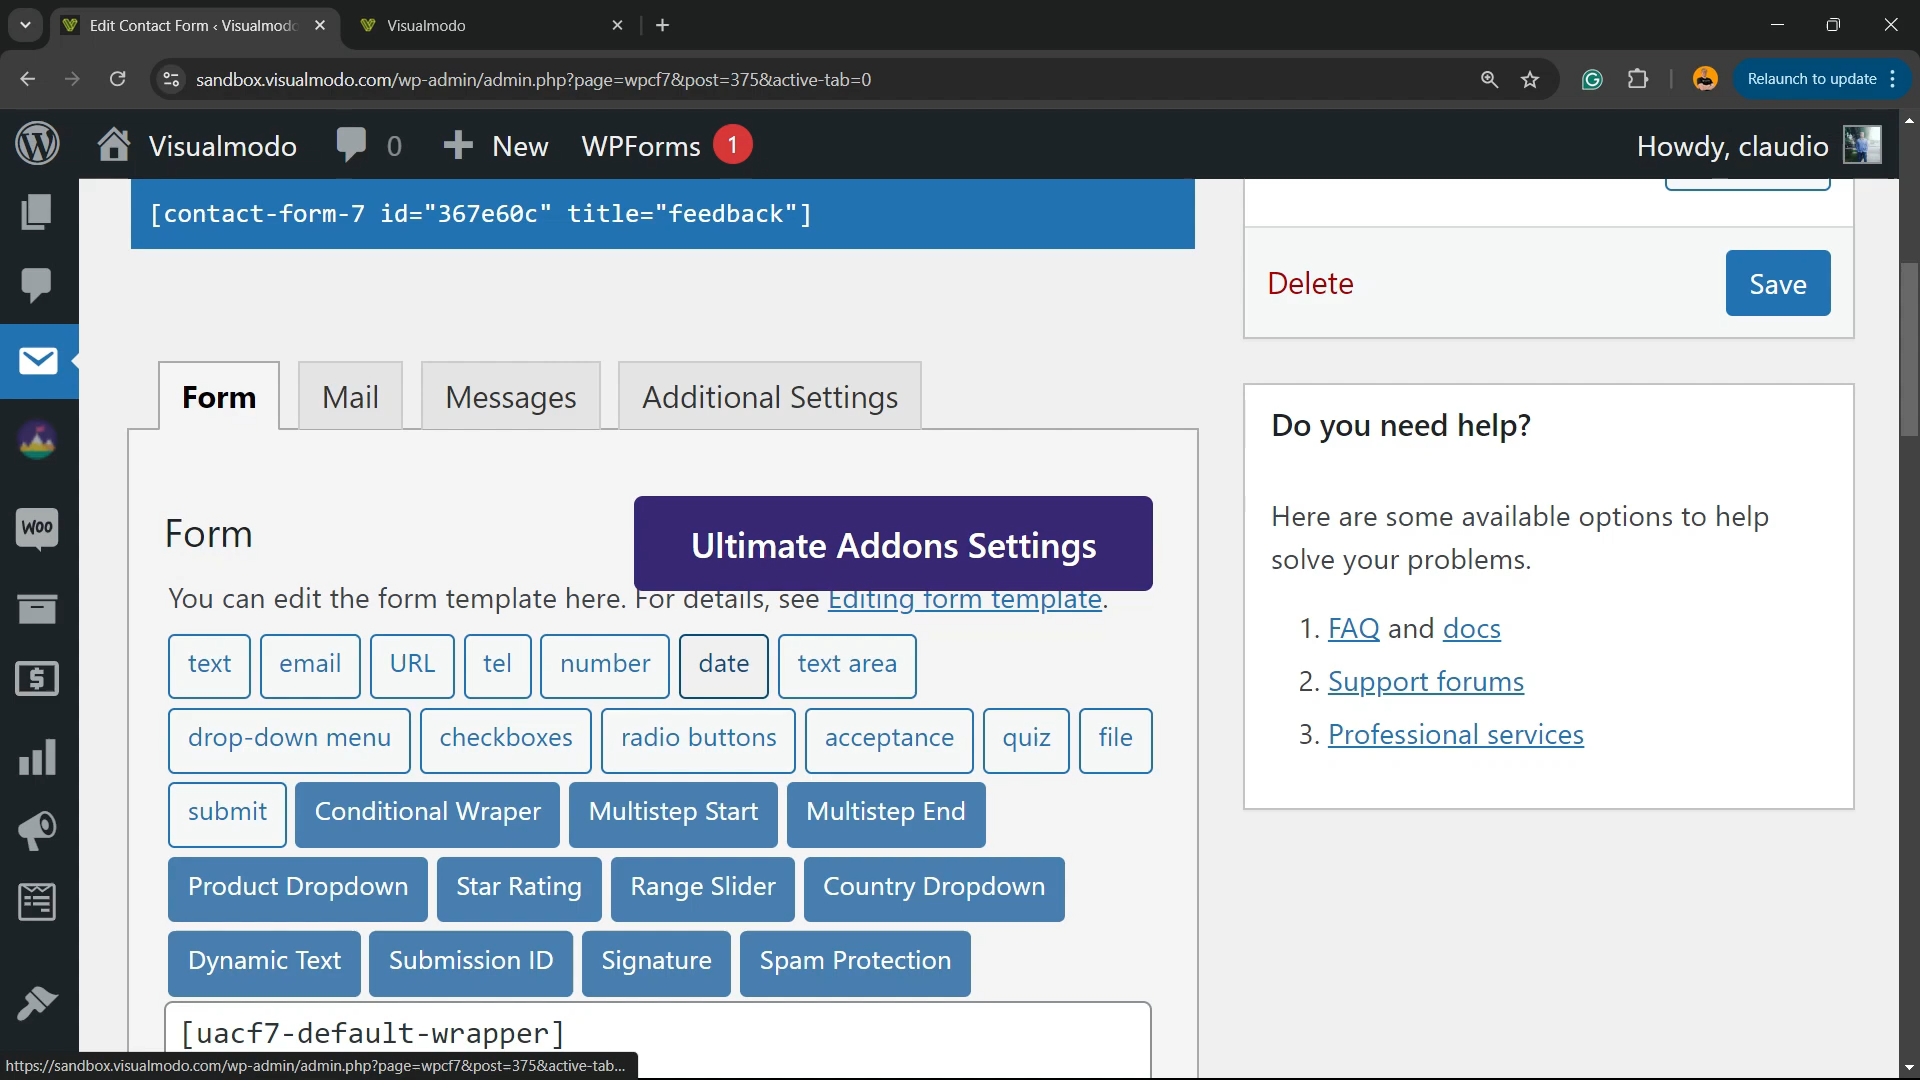 Edit Contact Form ‹ Visualmodo
Visualmodo
sandbox.visualmodo.com/wp-admin/admin.php?page=wpcf7&post=375&active-tab=0
Relaunch to update
Visualmodo
0
New
WPForms 1
Howdy, claudio
[contact-form-7 id="367e60c" title="feedback"]
Delete
Save
Form
Mail
Messages
Additional Settings
Do you need help?
Here are some available options to help
solve your problems.
1. FAQ and docs
2. Support forums
3. Professional services
Form
Ultimate Addons Settings
You can edit the form template here. For details, see Editing form template.
text email URL tel number date text area
drop-down menu checkboxes radio buttons acceptance quiz file
submit Conditional Wraper Multistep Start Multistep End
Product Dropdown Star Rating Range Slider Country Dropdown
Dynamic Text Submission ID Signature Spam Protection
[uacf7-default-wrapper]
Woo
https://sandbox.visualmodo.com/wp-admin/admin.php?page=wpcf7&post=375&active-tab...